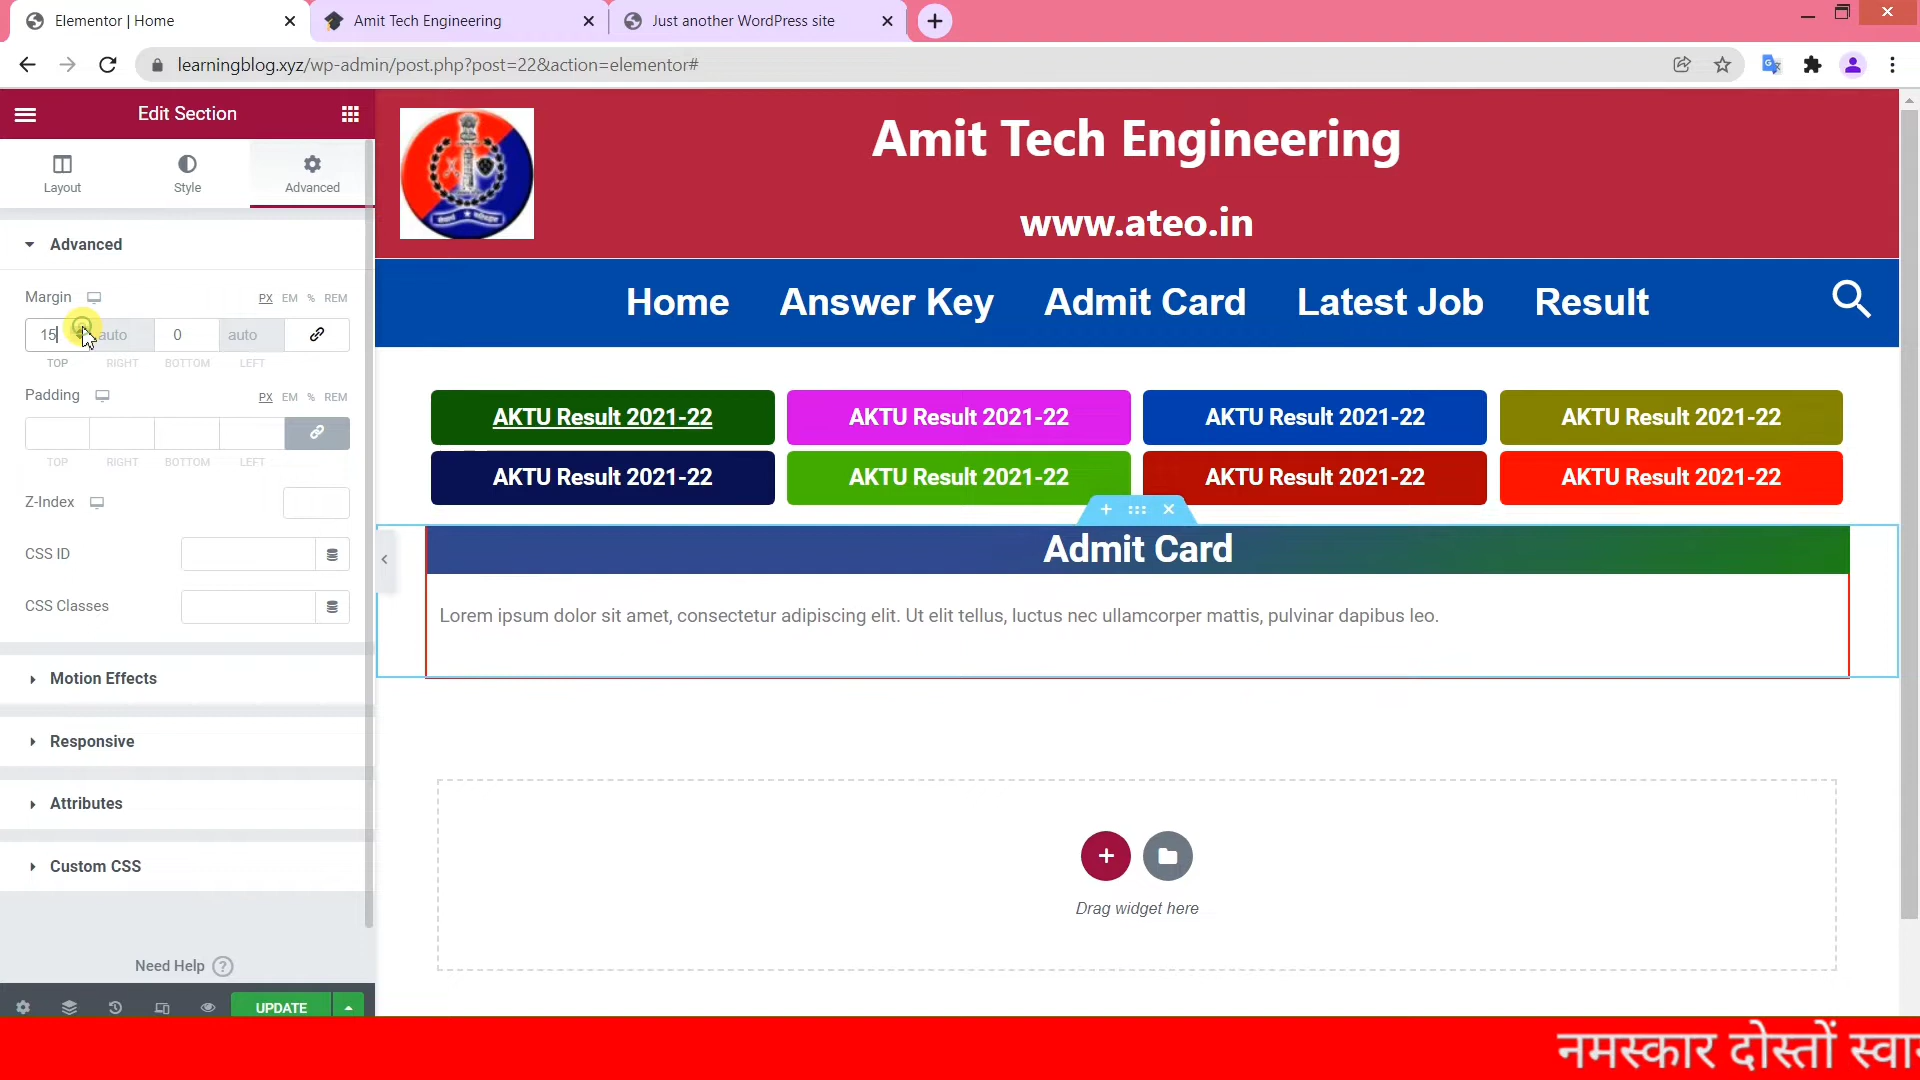 Elementor | Home
Amit Tech Engineering
Just another WordPress site
learningblog.xyz/wp-admin/post.php?post=22&action=elementor#
Edit Section
Layout
Style
Advanced
Advanced
Margin
PX EM % REM
15 auto 0 auto
TOP RIGHT BOTTOM LEFT
Padding
PX EM % REM
TOP RIGHT BOTTOM LEFT
Z-Index
CSS ID
CSS Classes
Motion Effects
Responsive
Attributes
Custom CSS
Need Help ?
UPDATE
Amit Tech Engineering
www.ateo.in
Home Answer Key Admit Card Latest Job Result
AKTU Result 2021-22 AKTU Result 2021-22 AKTU Result 2021-22 AKTU Result 2021-22
AKTU Result 2021-22 AKTU Result 2021-22 AKTU Result 2021-22 AKTU Result 2021-22
Admit Card
Lorem ipsum dolor sit amet, consectetur adipiscing elit. Ut elit tellus, luctus nec ullamcorper mattis, pulvinar dapibus leo.
Drag widget here
नमस्कार दोस्तों